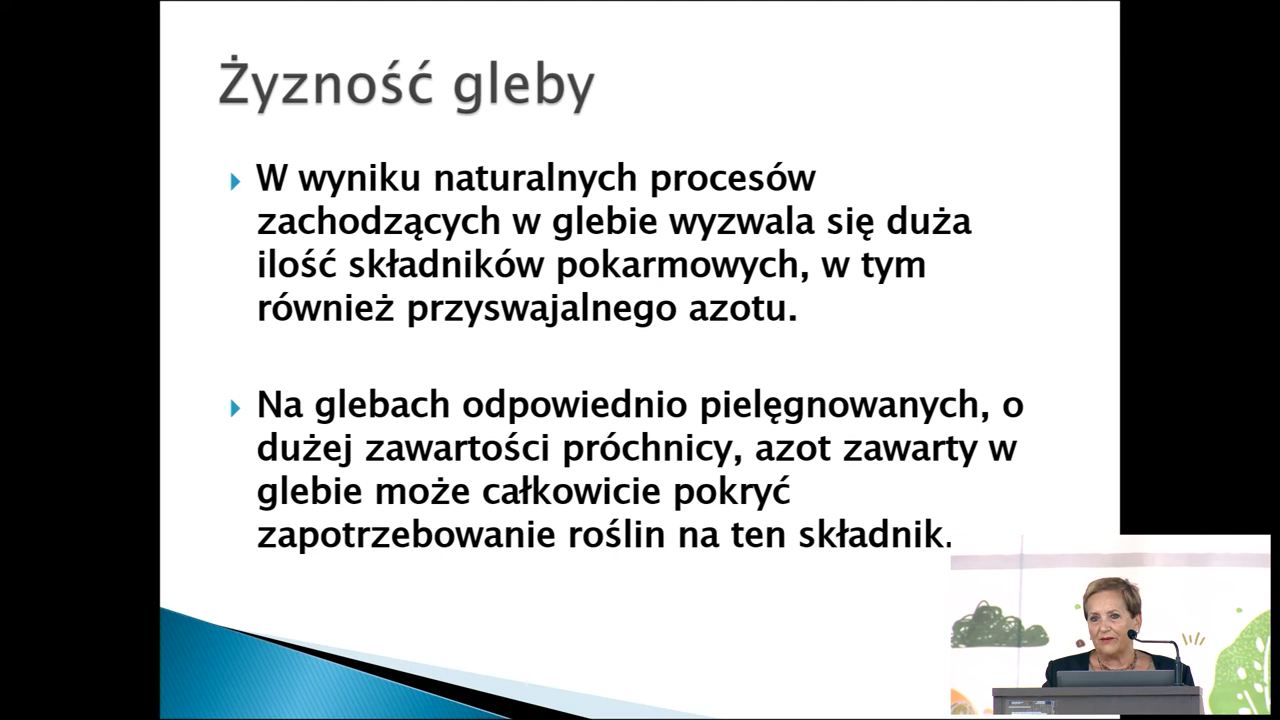 Żyzność gleby
W wyniku naturalnych procesów
zachodzących w glebie wyzwala się duża
ilość składników pokarmowych, w tym
również przyswajalnego azotu.
Na glebach odpowiednio pielęgnowanych, o
dużej zawartości próchnicy, azot zawarty w
glebie może całkowicie pokryć
zapotrzebowanie roślin na ten składnik.